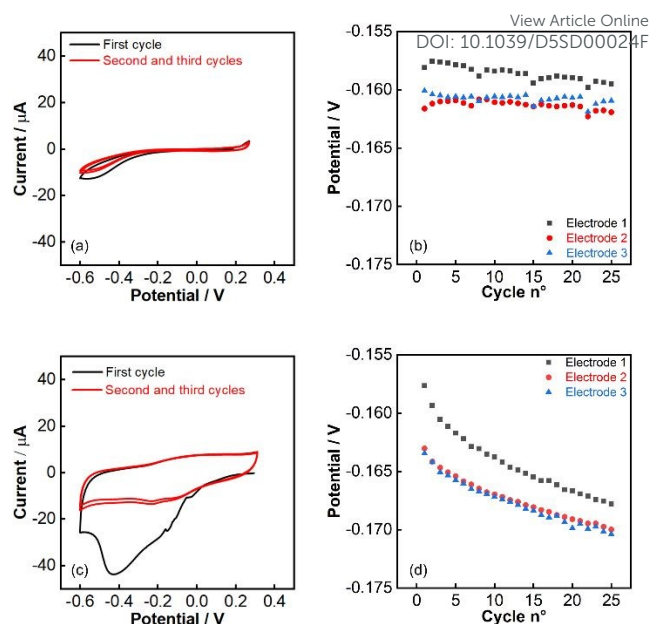 View Article Online
DOI: 10.1039/D5SD00024F
40
20
0
-20
-40
Current / µA
First cycle
Second and third cycles
(a)
-0.6 -0.4 -0.2 0.0 0.2 0.4
Potential / V
-0.155
-0.160
-0.165
-0.170
-0.175
Potential / V
Electrode 1
Electrode 2
Electrode 3
(b)
0 5 10 15 20 25
Cycle n°
40
20
0
-20
-40
Current / µA
First cycle
Second and third cycles
(c)
-0.6 -0.4 -0.2 0.0 0.2 0.4
Potential / V
-0.155
-0.160
-0.165
-0.170
-0.175
Potential / V
Electrode 1
Electrode 2
Electrode 3
(d)
0 5 10 15 20 25
Cycle n°